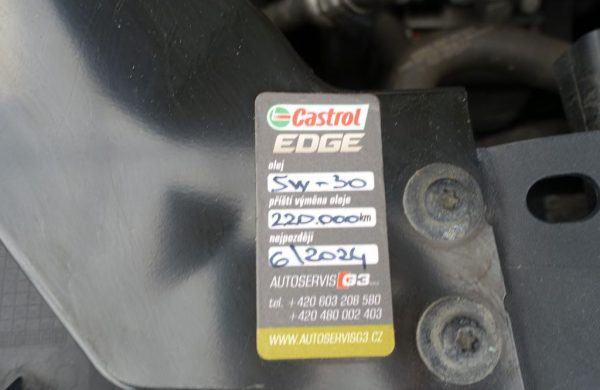 Castrol
EDGE
olej
5W-30
příští výměna oleje
220.000km
nejpozději
6/2024
AUTOSERVIS G3
tel. +420 603 208 580
+420 480 002 403
WWW.AUTOSERVISG3.CZ